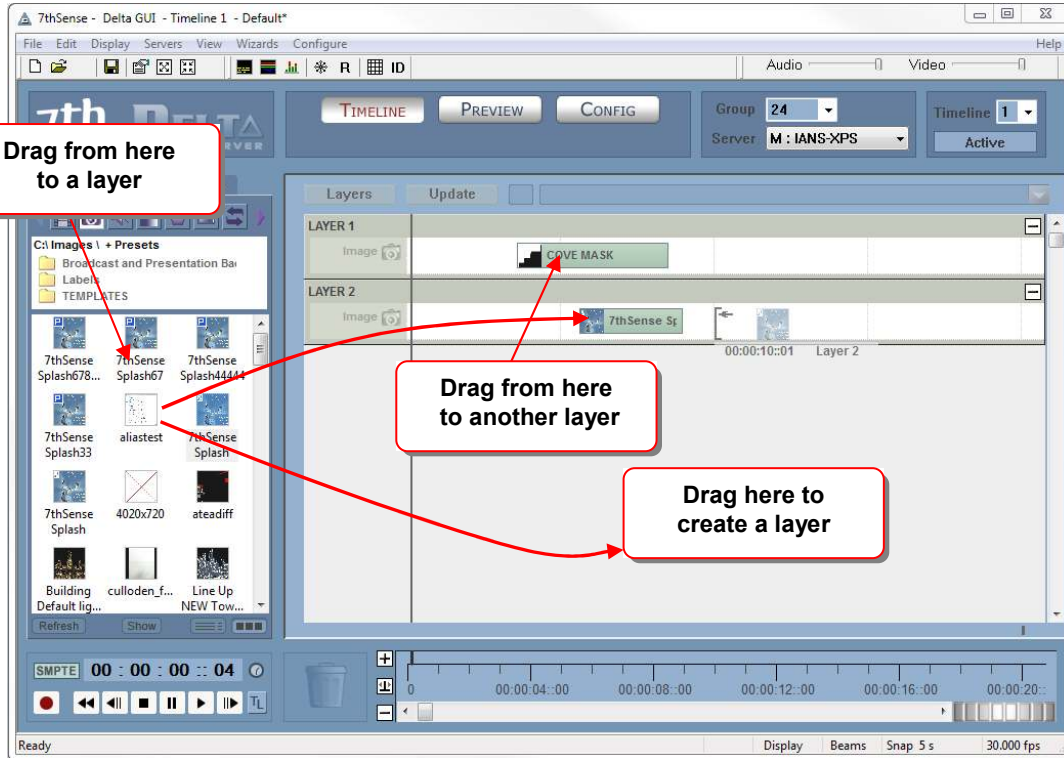 7thSense - Delta GUI - Timeline 1 - Default*
File Edit Display Servers View Wizards Configure Help
R ID Audio Video
7th DELTA
SERVER
TIMELINE PREVIEW CONFIG
Group 24
Server M : IANS-XPS
Timeline 1
Active
Drag from here
to a layer
Layers Update
C:\ Images \ + Presets
Broadcast and Presentation
Labels
TEMPLATES
7thSense
Splash678...
7thSense
Splash67
7thSense
Splash44444
7thSense
Splash33
aliastest
7thSense
Splash
7thSense
Splash
4020x720
ateadiff
Building
Default lig...
culloden_f...
Line Up
NEW Tow...
Refresh Show
LAYER 1
Image
COVE MASK
LAYER 2
Image
7thSense
00:00:10::01 Layer 2
Drag from here
to another layer
Drag here to
create a layer
SMPTE 00 : 00 : 00 :: 04
TL
0 00:00:04::00 00:00:08::00 00:00:12::00 00:00:16::00 00:00:20::
Ready Display Beams Snap 5 s 30.000 fps